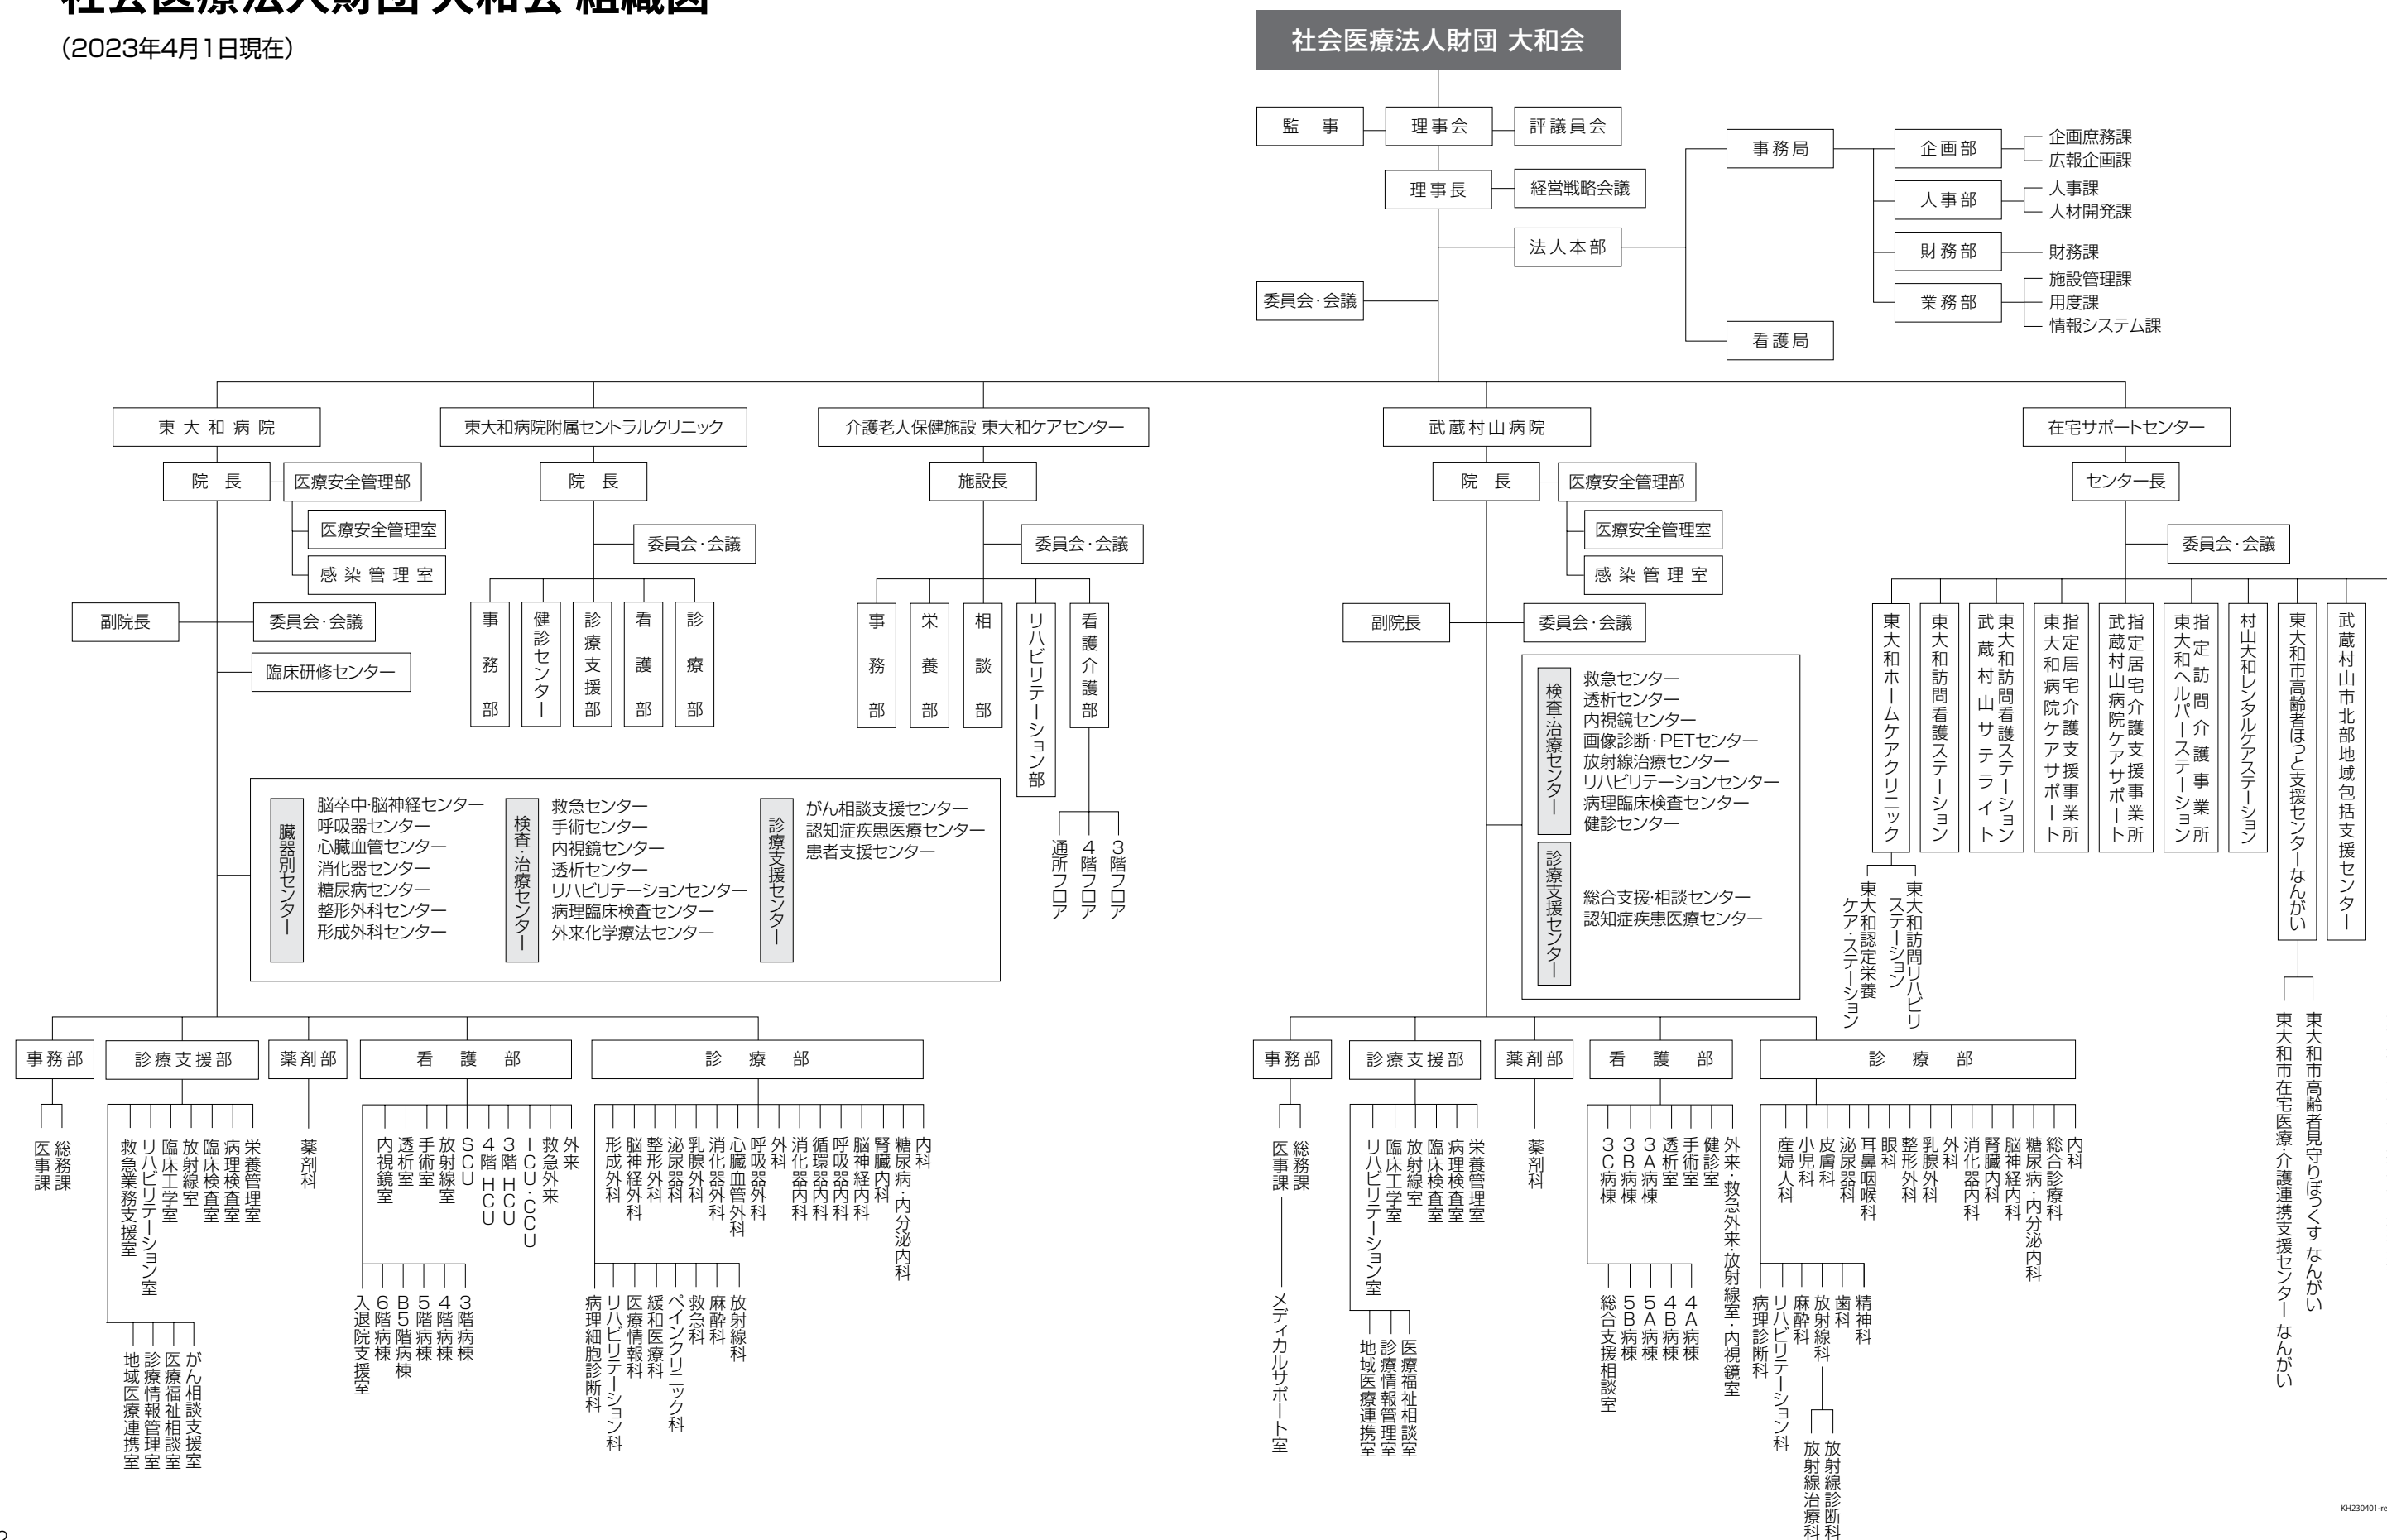 社会医療法人財団 大和会 組織図
（2023年4月1日現在）
社会医療法人財団 大和会
監事
理事会
評議員会
理事長
経営戦略会議
法人本部
委員会・会議
事務局
企画部
企画庶務課
広報企画課
人事部
人事課
人材開発課
財務部
財務課
業務部
施設管理課
用度課
情報システム課
看護局
東大和病院
院長
医療安全管理部
医療安全管理室
感染管理室
副院長
委員会・会議
臨床研修センター
臓器別センター
脳卒中・脳神経センター
呼吸器センター
心臓血管センター
消化器センター
糖尿病センター
整形外科センター
形成外科センター
検査・治療センター
救急センター
手術センター
内視鏡センター
透析センター
リハビリテーションセンター
病理臨床検査センター
外来化学療法センター
診療支援センター
がん相談支援センター
認知症疾患医療センター
患者支援センター
事務部
総務課
医事課
診療支援部
栄養管理室
病理検査室
臨床検査室
放射線室
臨床工学室
リハビリテーション室
救急業務支援室
がん相談支援室
医療福祉相談室
診療情報管理室
地域医療連携室
薬剤部
薬剤科
看護部
外来
救急外来
ICU・CCU
3階HCU
4階HCU
SCU
放射線室
手術室
透析室
内視鏡室
3階病棟
4階病棟
5階病棟
B5階病棟
6階病棟
入退院支援室
診療部
内科
糖尿病・内分泌内科
腎臓内科
脳神経内科
呼吸器内科
循環器内科
消化器内科
外科
呼吸器外科
心臓血管外科
消化器外科
乳腺外科
泌尿器科
整形外科
脳神経外科
形成外科
放射線科
麻酔科
救急科
ペインクリニック科
緩和医療科
医療情報科
リハビリテーション科
病理細胞診断科
東大和病院附属セントラルクリニック
院長
委員会・会議
事務部
健診センター
診療支援部
看護部
診療部
介護老人保健施設 東大和ケアセンター
施設長
委員会・会議
事務部
栄養部
相談部
リハビリテーション部
看護介護部
3階フロア
4階フロア
通所フロア
武蔵村山病院
院長
医療安全管理部
医療安全管理室
感染管理室
副院長
委員会・会議
検査・治療センター
救急センター
透析センター
内視鏡センター
画像診断・PETセンター
放射線治療センター
リハビリテーションセンター
病理臨床検査センター
健診センター
診療支援センター
総合支援・相談センター
認知症疾患医療センター
事務部
総務課
医事課
メディカルサポート室
診療支援部
栄養管理室
病理検査室
臨床検査室
放射線室
臨床工学室
リハビリテーション室
医療福祉相談室
診療情報管理室
地域医療連携室
薬剤部
薬剤科
看護部
外来・救急外来・放射線室・内視鏡室
健診室
手術室
透析室
3A病棟
3B病棟
3C病棟
4A病棟
4B病棟
5A病棟
5B病棟
総合支援相談室
診療部
内科
総合診療科
糖尿病・内分泌内科
脳神経内科
腎臓内科
消化器内科
外科
乳腺外科
整形外科
眼科
耳鼻咽喉科
泌尿器科
皮膚科
小児科
産婦人科
精神科
歯科
放射線科
麻酔科
リハビリテーション科
病理診断科
放射線診断科
放射線治療科
在宅サポートセンター
センター長
委員会・会議
東大和ホームケアクリニック
東大和訪問リハビリ
ステーション
東大和認定栄養
ケア・ステーション
東大和訪問看護ステーション
東大和訪問看護ステーション
武蔵村山サテライト
指定居宅介護支援事業所
東大和病院ケアサポート
指定居宅介護支援事業所
武蔵村山病院ケアサポート
指定訪問介護事業所
東大和ヘルパーステーション
村山大和レンタルケアステーション
東大和市高齢者ほっと支援センターなんがい
東大和市高齢者見守りぼっくす なんがい
東大和市在宅医療・介護連携支援センター なんがい
武蔵村山市北部地域包括支援センター
KH230401-re